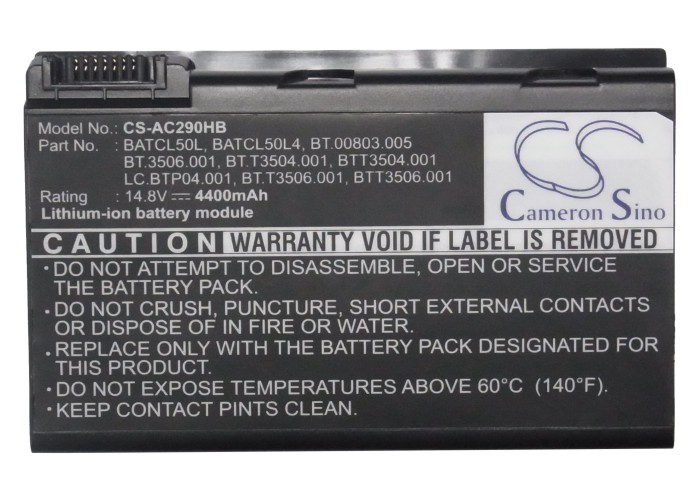 Model No.: CS-AC290HB
Part No. : BATCL50L, BATCL50L4, BT.00803.005
BT.3506.001, BT.T3504.001, BTT3504.001
LC.BTP04.001, BT.T3506.001, BTT3506.001
Rating : 14.8V⎓ 4400mAh
Lithium-ion battery module
CS
Cameron Sino
CAUTION WARRANTY VOID IF LABEL IS REMOVED
•DO NOT ATTEMPT TO DISASSEMBLE, OPEN OR SERVICE
THE BATTERY PACK.
•DO NOT CRUSH, PUNCTURE, SHORT EXTERNAL CONTACTS
OR DISPOSE OF IN FIRE OR WATER.
•REPLACE ONLY WITH THE BATTERY PACK DESIGNATED FOR
THIS PRODUCT.
•DO NOT EXPOSE TEMPERATURES ABOVE 60°C (140°F).
•KEEP CONTACT PINTS CLEAN.